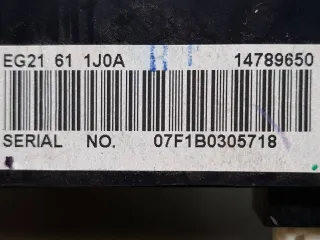 EG21 61 1J0A 14789650
SERIAL NO. 07F1B0305718